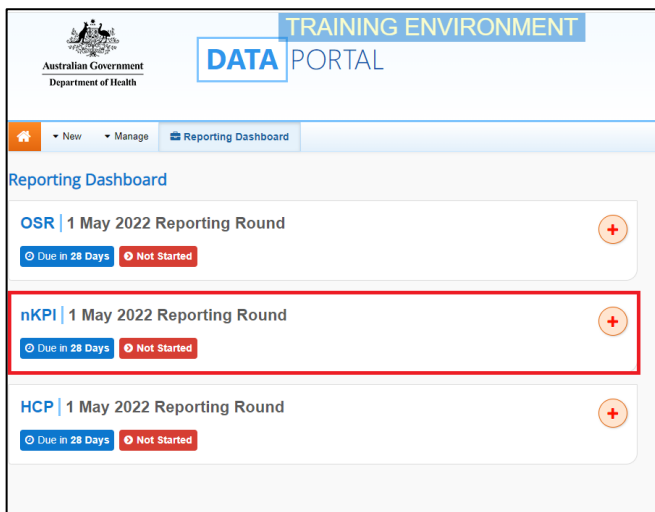 TRAINING ENVIRONMENT
Australian Government
Department of Health
DATA PORTAL
New Manage Reporting Dashboard
Reporting Dashboard
OSR | 1 May 2022 Reporting Round
Due in 28 Days Not Started
nKPI | 1 May 2022 Reporting Round
Due in 28 Days Not Started
HCP | 1 May 2022 Reporting Round
Due in 28 Days Not Started